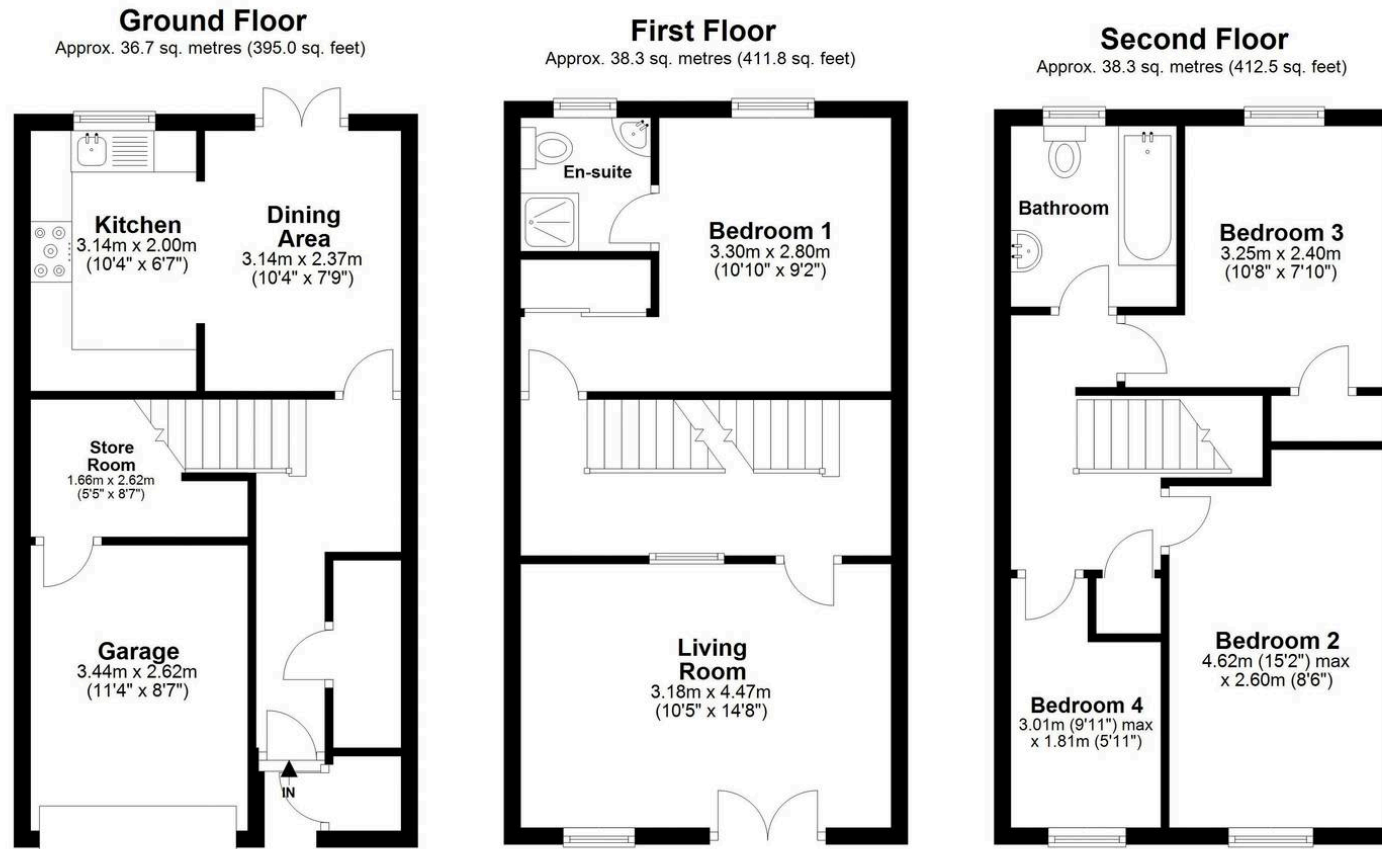 Ground Floor
Approx. 36.7 sq. metres (395.0 sq. feet)
Kitchen
3.14m x 2.00m
(10'4" x 6'7")
Dining
Area
3.14m x 2.37m
(10'4" x 7'9")
Store
Room
1.66m x 2.62m
(5'5" x 8'7")
Garage
3.44m x 2.62m
(11'4" x 8'7")
IN
First Floor
Approx. 38.3 sq. metres (411.8 sq. feet)
En-suite
Bedroom 1
3.30m x 2.80m
(10'10" x 9'2")
Living
Room
3.18m x 4.47m
(10'5" x 14'8")
Second Floor
Approx. 38.3 sq. metres (412.5 sq. feet)
Bathroom
Bedroom 3
3.25m x 2.40m
(10'8" x 7'10")
Bedroom 2
4.62m (15'2") max
x 2.60m (8'6")
Bedroom 4
3.01m (9'11") max
x 1.81m (5'11")